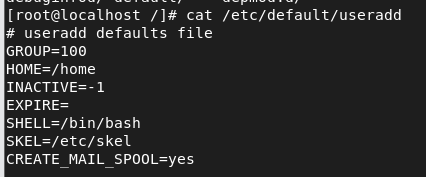 [root@localhost /]# cat /etc/default/useradd
# useradd defaults file
GROUP=100
HOME=/home
INACTIVE=-1
EXPIRE=
SHELL=/bin/bash
SKEL=/etc/skel
CREATE_MAIL_SPOOL=yes